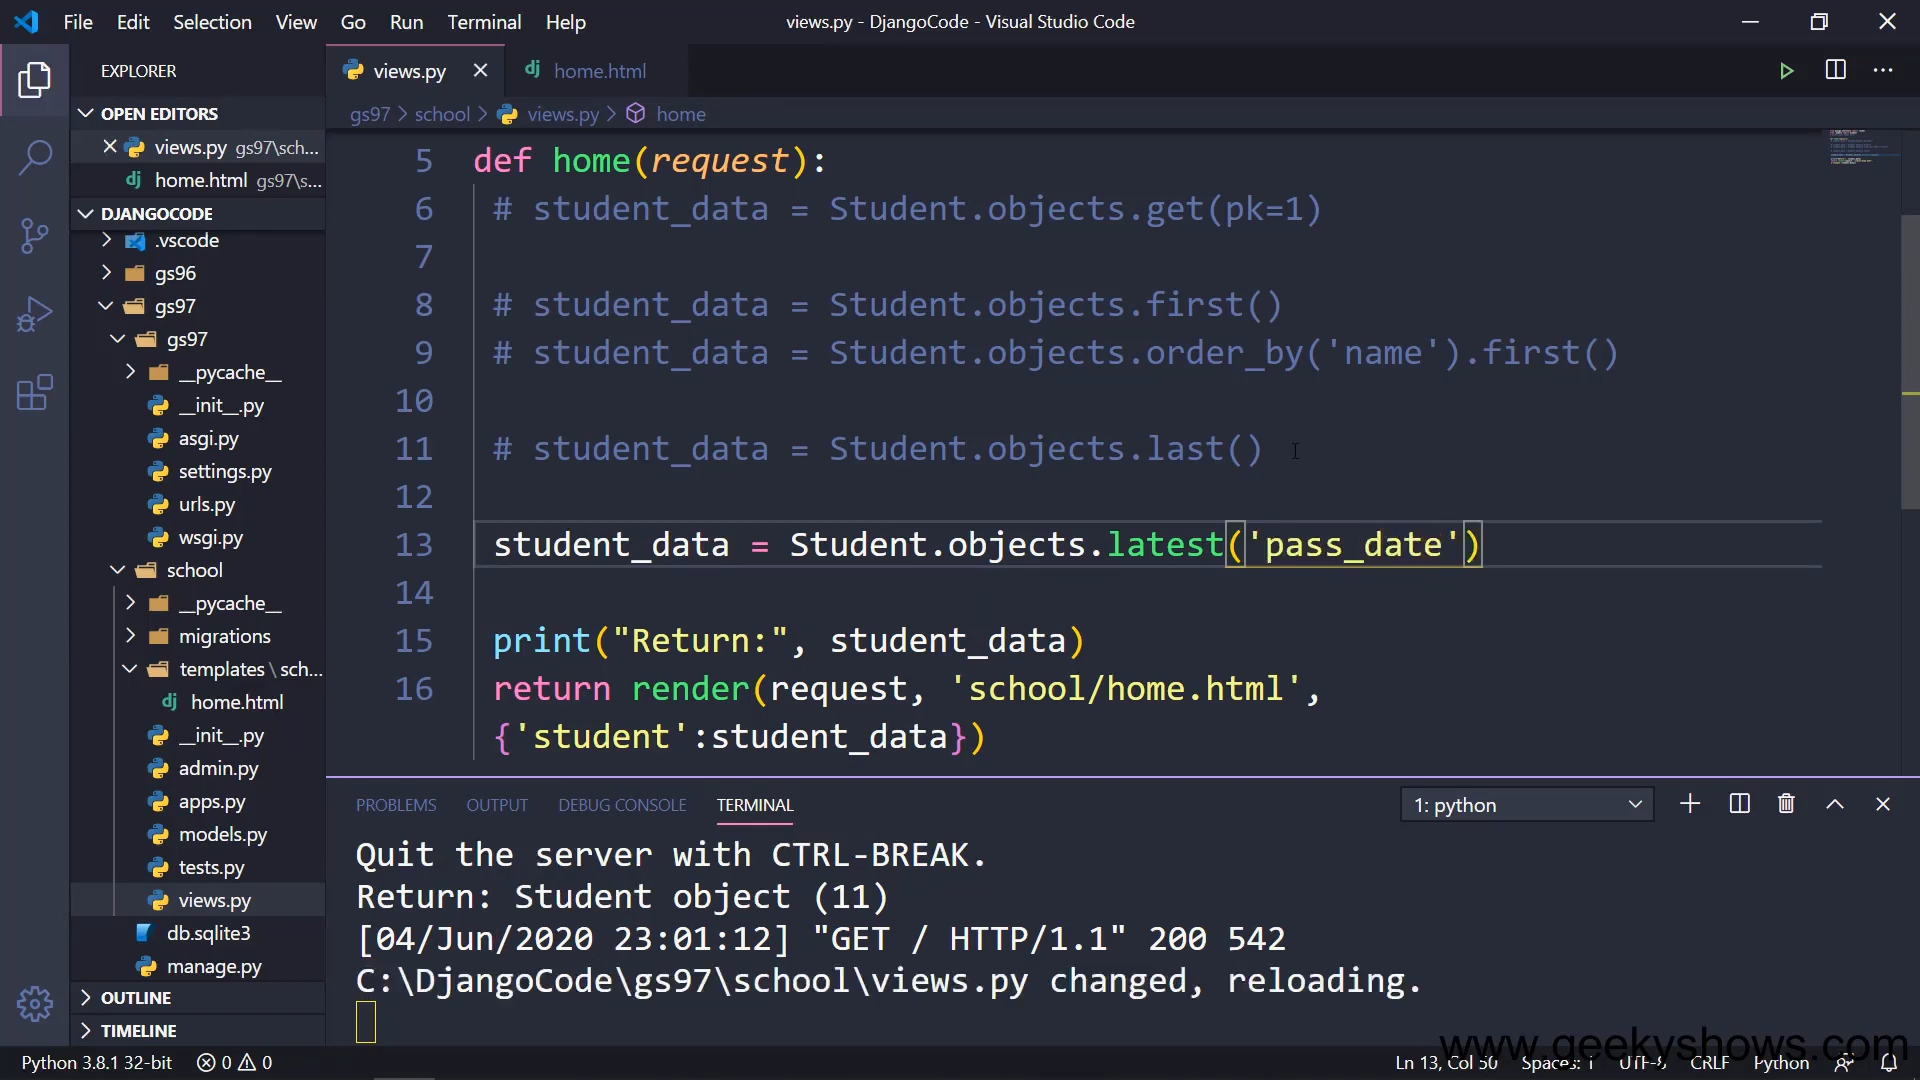 File Edit Selection View Go Run Terminal Help
views.py - DjangoCode - Visual Studio Code
EXPLORER
OPEN EDITORS
views.py gs97\sch...
home.html gs97\s...
DJANGOCODE
.vscode
gs96
gs97
gs97
__pycache__
__init__.py
asgi.py
settings.py
urls.py
wsgi.py
school
__pycache__
migrations
templates\sch...
home.html
__init__.py
admin.py
apps.py
models.py
tests.py
views.py
db.sqlite3
manage.py
OUTLINE
TIMELINE
views.py
home.html
gs97 > school > views.py > home
5 def home(request):
6 # student_data = Student.objects.get(pk=1)
7
8 # student_data = Student.objects.first()
9 # student_data = Student.objects.order_by('name').first()
10
11 # student_data = Student.objects.last()
12
13 student_data = Student.objects.latest('pass_date')
14
15 print("Return:", student_data)
16 return render(request, 'school/home.html',
{'student':student_data})
PROBLEMS OUTPUT DEBUG CONSOLE TERMINAL
1: python
Quit the server with CTRL-BREAK.
Return: Student object (11)
[04/Jun/2020 23:01:12] "GET / HTTP/1.1" 200 542
C:\DjangoCode\gs97\school\views.py changed, reloading.
www.geekyshows.com
Python 3.8.1 32-bit 0 0
Ln 13, Col 50 Spaces: 1 UTF-8 CRLF Python